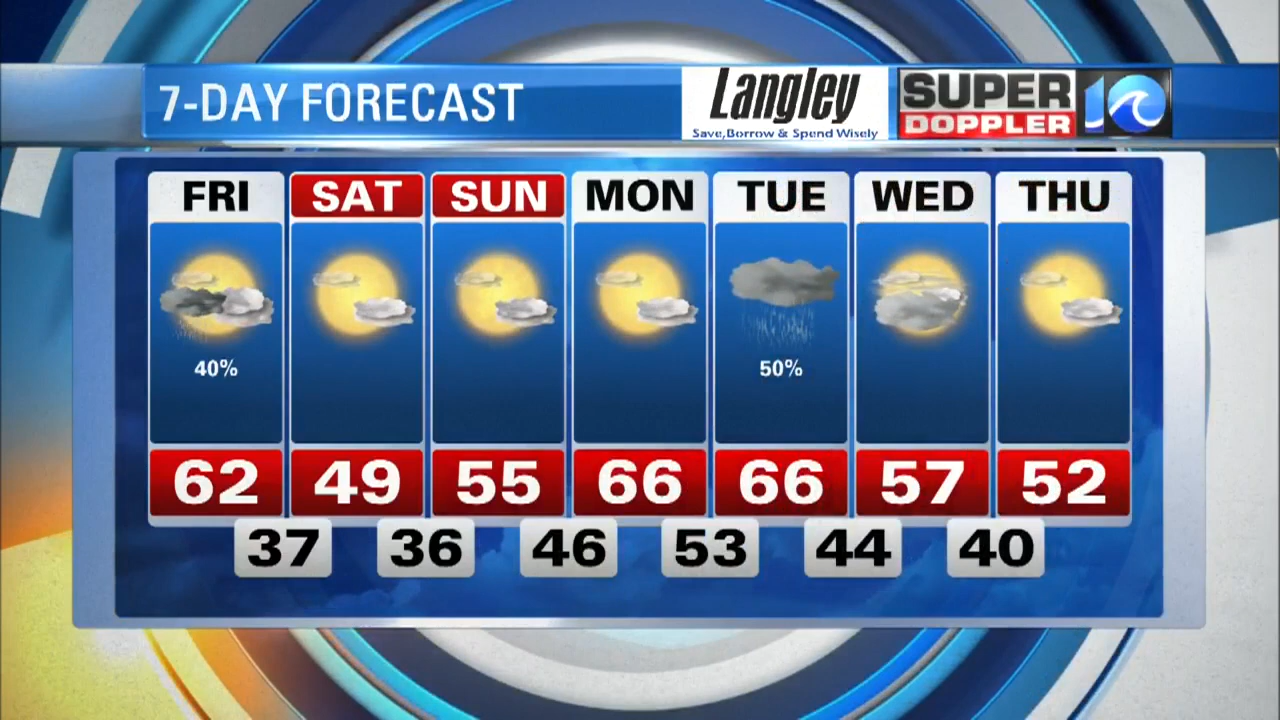 7-DAY FORECAST
Langley
Save, Borrow & Spend Wisely
SUPER
DOPPLER
10
FRI SAT SUN MON TUE WED THU
40% 50%
62 49 55 66 66 57 52
37 36 46 53 44 40